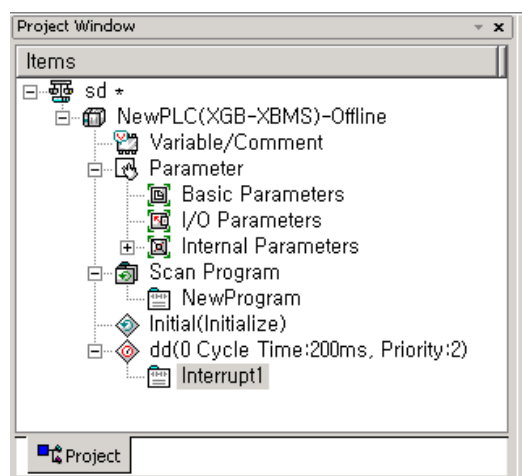 Project Window
Items
sd *
NewPLC(XGB-XBMS)-Offline
Variable/Comment
Parameter
Basic Parameters
I/O Parameters
Internal Parameters
Scan Program
NewProgram
Initial(Initialize)
dd(0 Cycle Time:200ms, Priority:2)
Interrupt1
Project